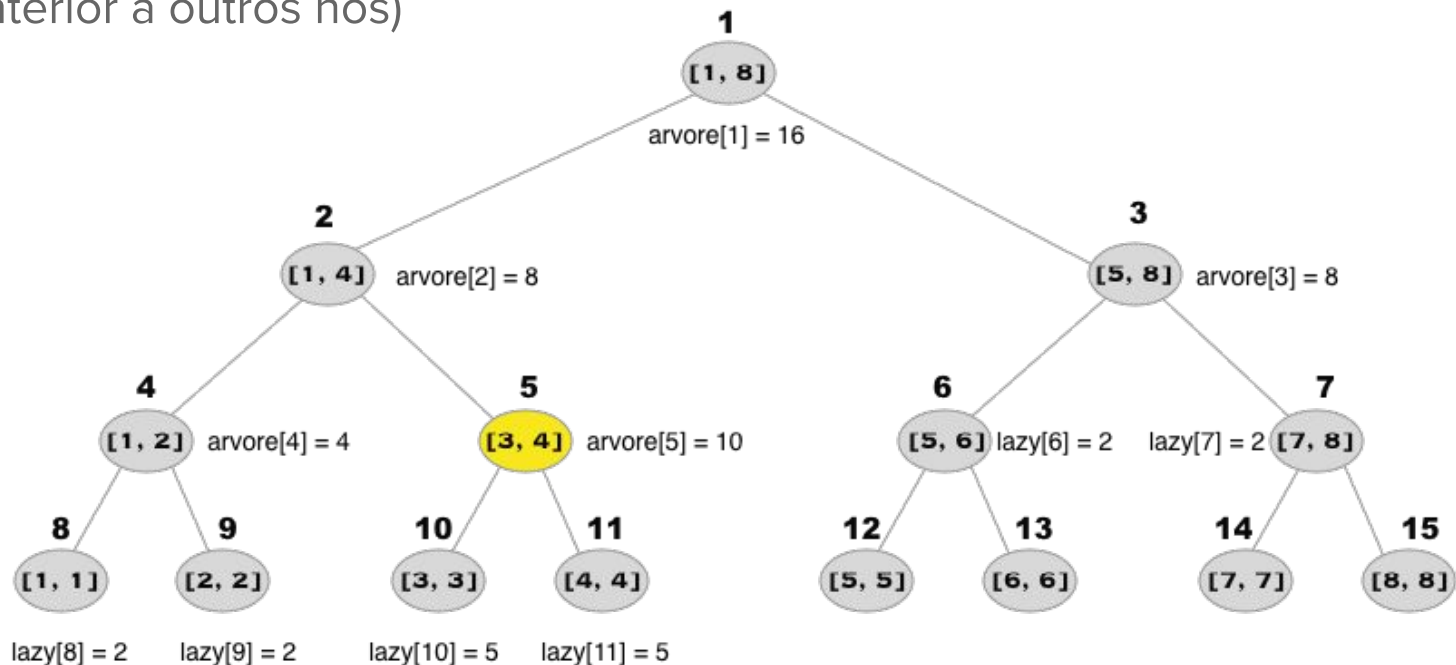 nterior a outros nós)
1
[1, 8]
arvore[1] = 16
2
3
[1, 4] arvore[2] = 8
[5, 8] arvore[3] = 8
4
5
6
7
[1, 2] arvore[4] = 4
[3, 4] arvore[5] = 10
[5, 6] lazy[6] = 2
lazy[7] = 2 [7, 8]
8
9
10
11
12
13
14
15
[1, 1]
[2, 2]
[3, 3]
[4, 4]
[5, 5]
[6, 6]
[7, 7]
[8, 8]
lazy[8] = 2
lazy[9] = 2
lazy[10] = 5
lazy[11] = 5